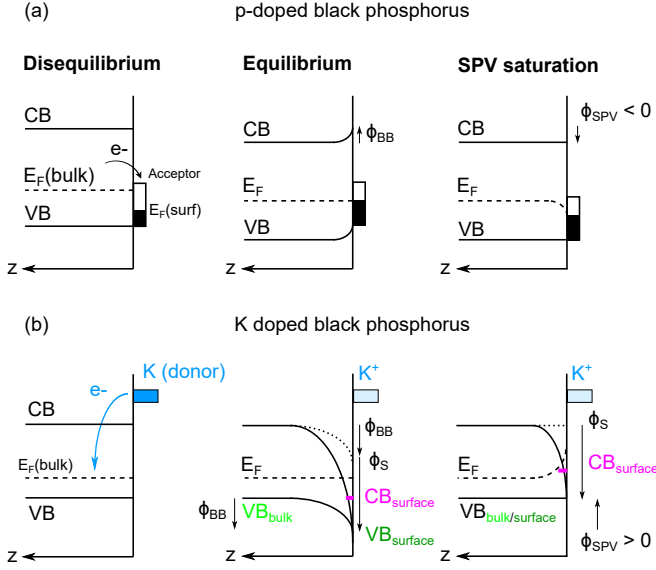 (a) p-doped black phosphorus
Disequilibrium Equilibrium SPV saturation
CB
e-
Acceptor
E_F(bulk)
E_F(surf)
VB
z
CB
ϕ_BB
E_F
VB
z
ϕ_SPV < 0
CB
E_F
VB
z
(b) K doped black phosphorus
K (donor)
e-
CB
E_F(bulk)
VB
z
K⁺
CB
ϕ_BB
ϕ_S
E_F
CB_surface
ϕ_BB
VB_bulk
VB_surface
z
K⁺
CB
ϕ_S
E_F
CB_surface
VB_bulk/surface
ϕ_SPV > 0
z